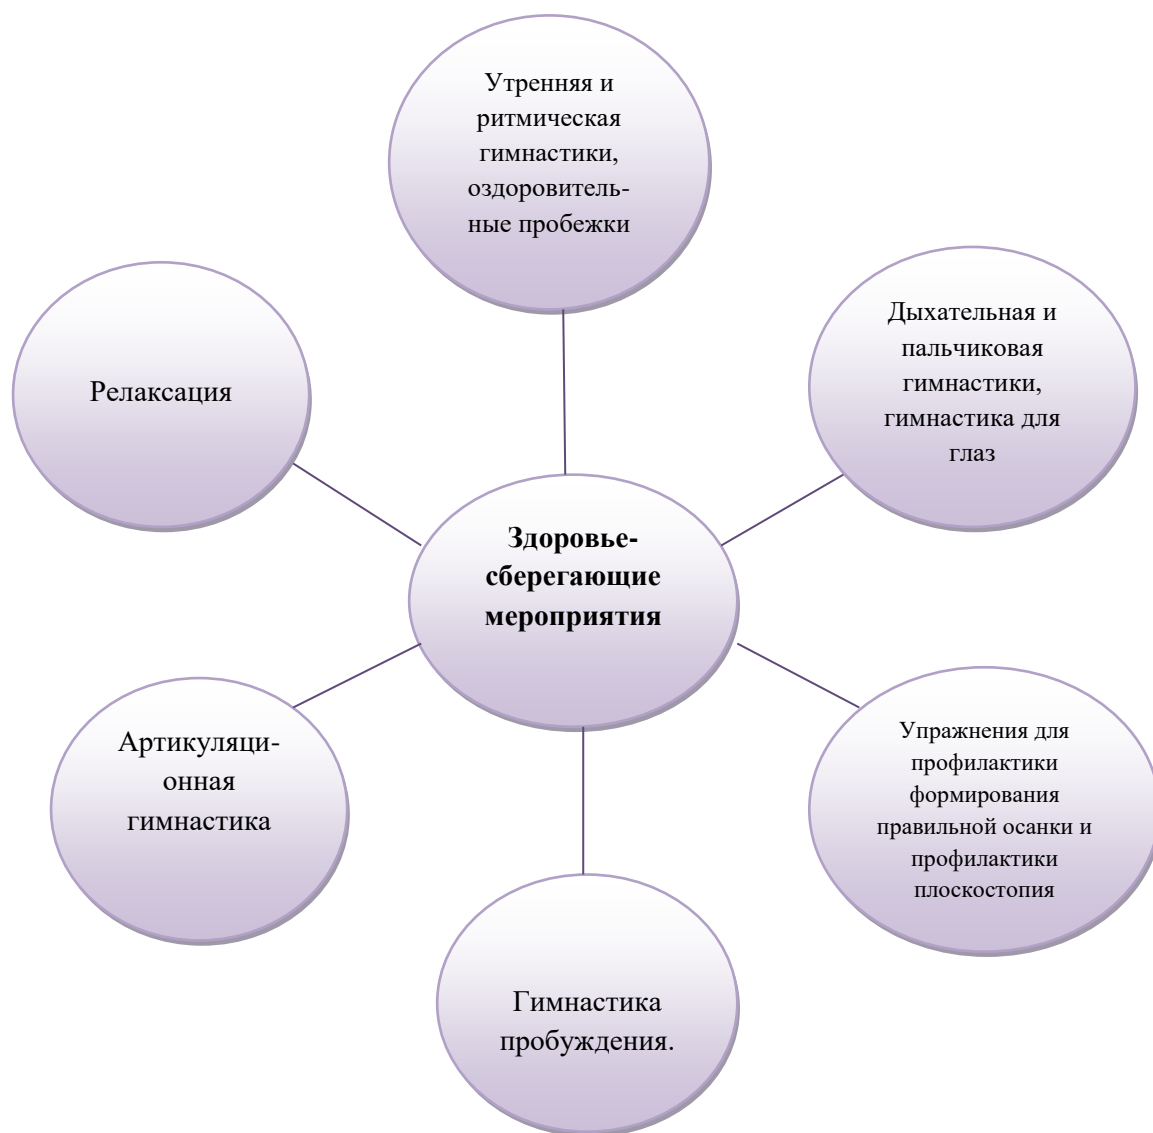 Утренняя и
ритмическая
гимнастики,
оздоровитель-
ные пробежки
Дыхательная и
пальчиковая
гимнастики,
гимнастика для
глаз
Релаксация
Здоровье-
сберегающие
мероприятия
Артикуляци-
онная
гимнастика
Упражнения для
профилактики
формирования
правильной осанки и
профилактики
плоскостопия
Гимнастика
пробуждения.